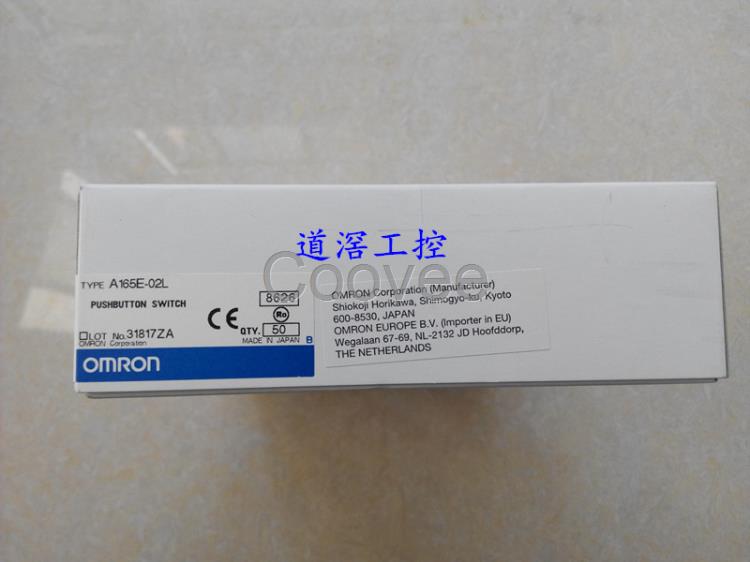 道滘工控
Coovee
TYPE A165E-02L
PUSHBUTTON SWITCH
8626
Ro
CE
QTY. 50
LOT No.31817ZA
OMRON Corporation
MADE IN JAPAN B
OMRON
OMRON Corporation (Manufacturer)
Shiokoji Horikawa, Shimogyo-ku, Kyoto
600-8530, JAPAN
OMRON EUROPE B.V. (Importer in EU)
Wegalaan 67-69, NL-2132 JD Hoofddorp,
THE NETHERLANDS